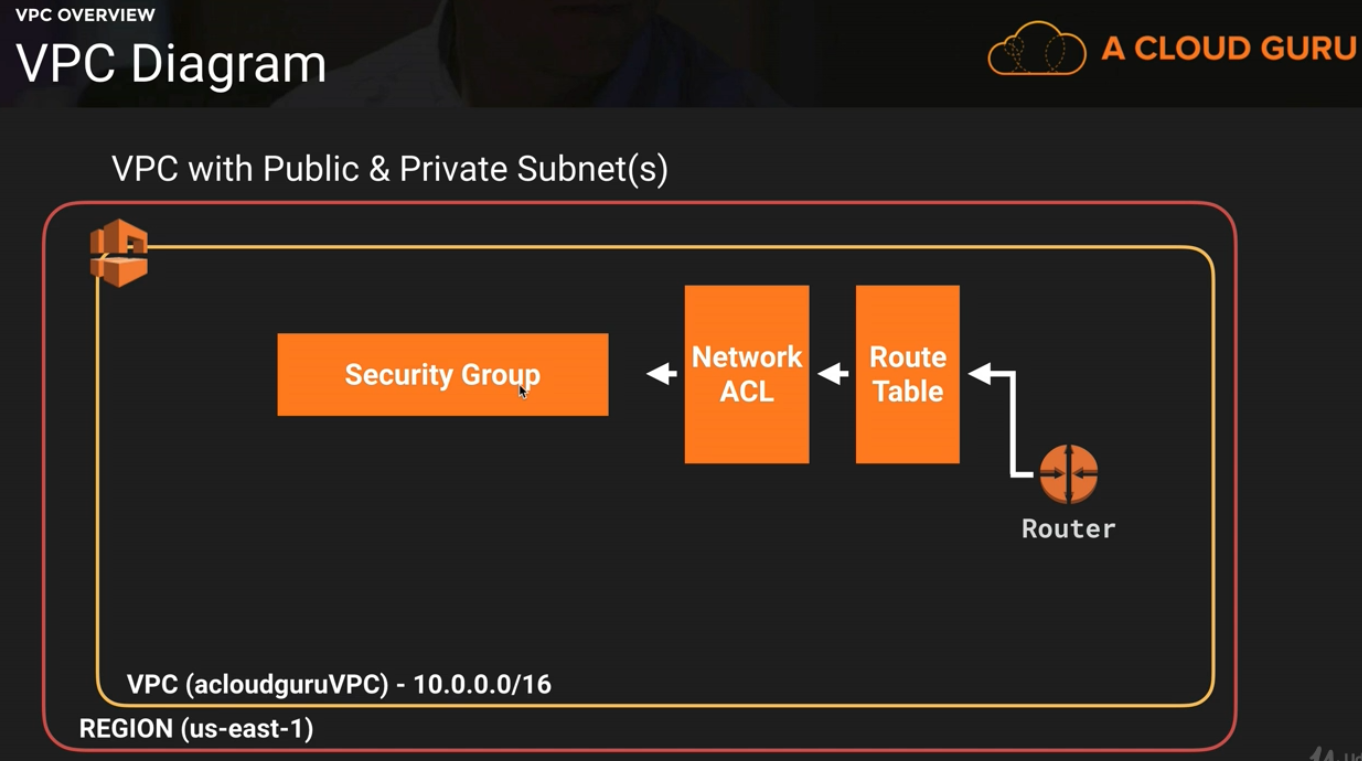 VPC OVERVIEW
VPC Diagram
A CLOUD GURU
VPC with Public & Private Subnet(s)
Security Group
Network
ACL
Route
Table
Router
VPC (acloudguruVPC) - 10.0.0.0/16
REGION (us-east-1)